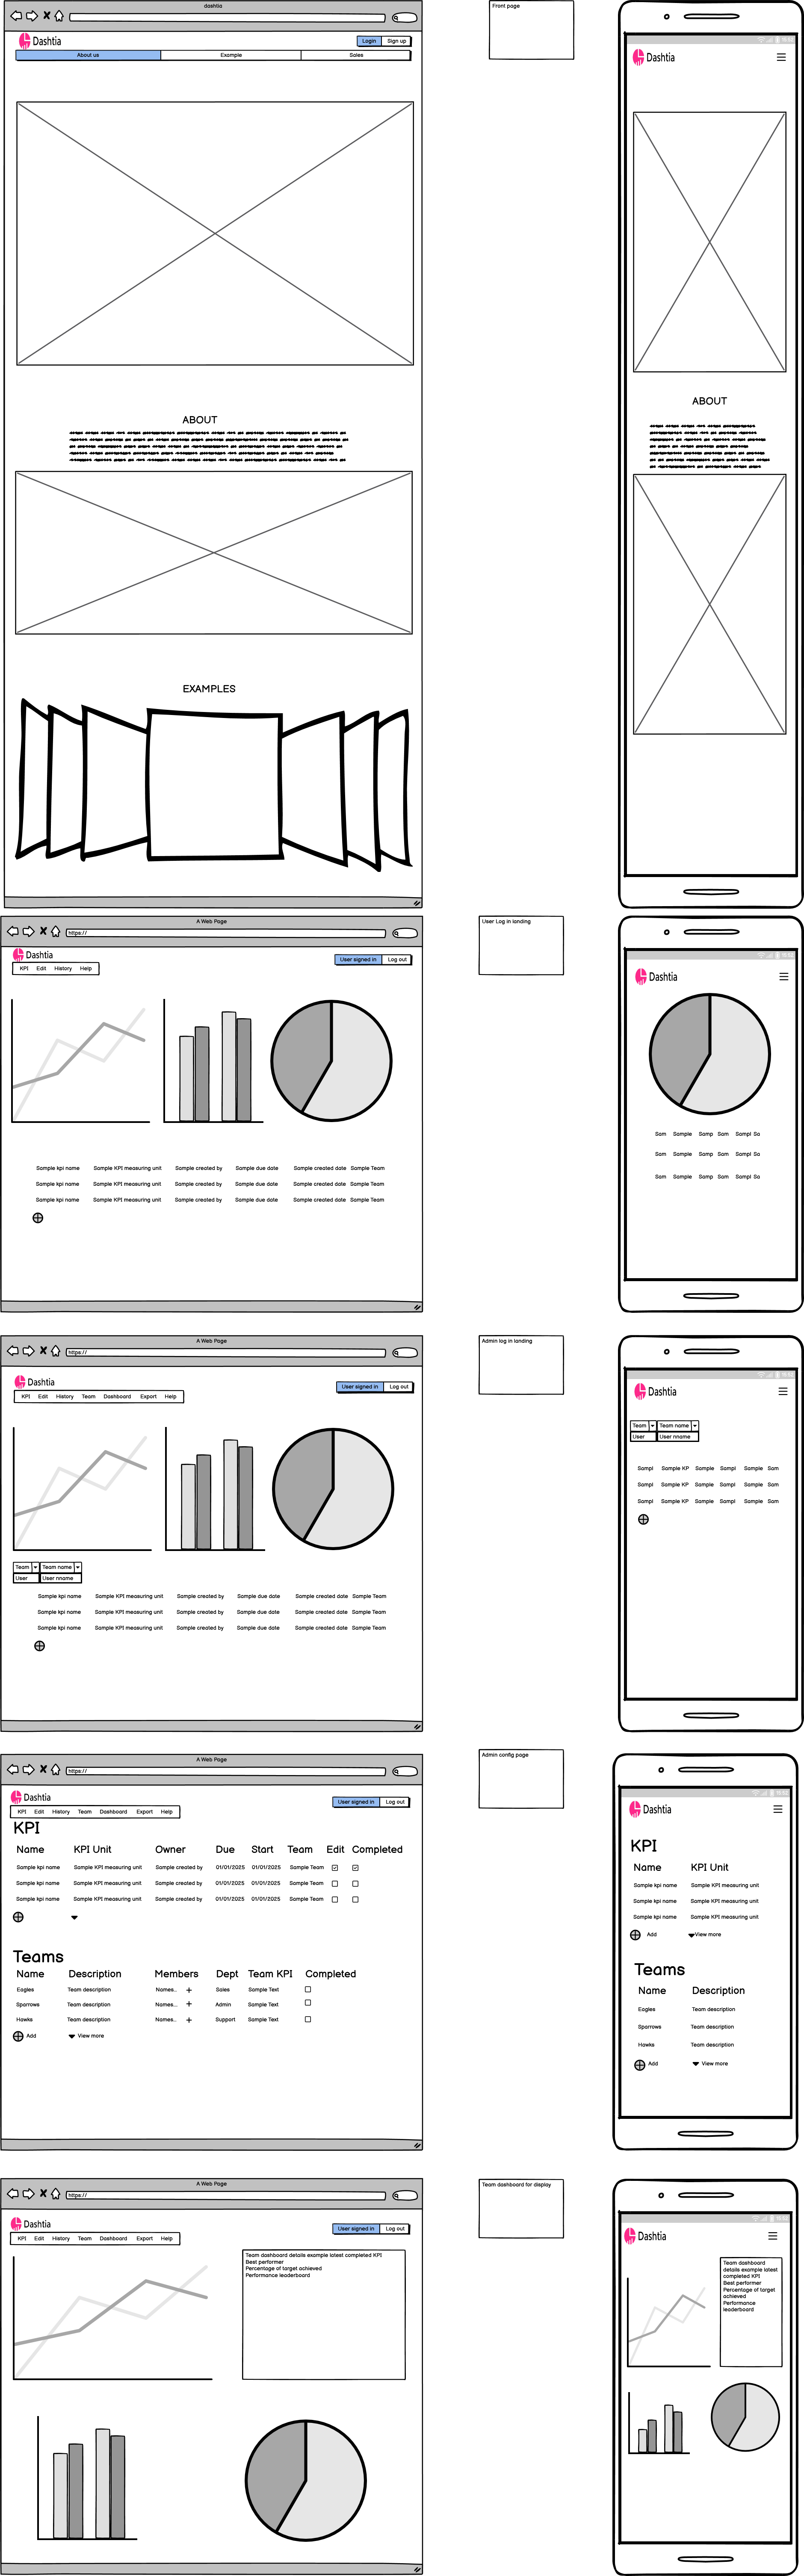 dashtia
Dashtia
Login Sign up
About us Example Sales
ABOUT
EXAMPLES
Front page
Dashtia
ABOUT
A Web Page
https://
Dashtia
User signed in Log out
KPI Edit History Help
Sample kpi name Sample KPI measuring unit Sample created by Sample due date Sample created date Sample Team
Sample kpi name Sample KPI measuring unit Sample created by Sample due date Sample created date Sample Team
Sample kpi name Sample KPI measuring unit Sample created by Sample due date Sample created date Sample Team
User Log in landing
Dashtia
Sam Sample Samp Sam Sampl Sa
Sam Sample Samp Sam Sampl Sa
Sam Sample Samp Sam Sampl Sa
A Web Page
https://
Dashtia
User signed in Log out
KPI Edit History Team Dashboard Export Help
Team Team name
User User nname
Sample kpi name Sample KPI measuring unit Sample created by Sample due date Sample created date Sample Team
Sample kpi name Sample KPI measuring unit Sample created by Sample due date Sample created date Sample Team
Sample kpi name Sample KPI measuring unit Sample created by Sample due date Sample created date Sample Team
Admin log in landing
Dashtia
Team Team name
User User nname
Sampl Sample KP Sample Sampl Sample Sam
Sampl Sample KP Sample Sampl Sample Sam
Sampl Sample KP Sample Sampl Sample Sam
A Web Page
https://
Dashtia
User signed in Log out
KPI Edit History Team Dashboard Export Help
KPI
Name KPI Unit Owner Due Start Team Edit Completed
Sample kpi name Sample KPI measuring unit Sample created by 01/01/2025 01/01/2025 Sample Team
Sample kpi name Sample KPI measuring unit Sample created by 01/01/2025 01/01/2025 Sample Team
Sample kpi name Sample KPI measuring unit Sample created by 01/01/2025 01/01/2025 Sample Team
Teams
Name Description Members Dept Team KPI Completed
Eagles Team description Names... Sales Sample Text
Sparrows Team description Names... Admin Sample Text
Hawks Team description Names... Support Sample Text
Add View more
Admin config page
Dashtia
KPI
Name KPI Unit
Sample kpi name Sample KPI measuring unit
Sample kpi name Sample KPI measuring unit
Sample kpi name Sample KPI measuring unit
Add View more
Teams
Name Description
Eagles Team description
Sparrows Team description
Hawks Team description
Add View more
A Web Page
https://
Dashtia
User signed in Log out
KPI Edit History Team Dashboard Export Help
Team dashboard details example latest completed KPI
Best performer
Percentage of target achieved
Performance leaderboard
Team dashboard for display
Dashtia
Team dashboard
details example latest
completed KPI
Best performer
Percentage of target
achieved
Performance
leaderboard